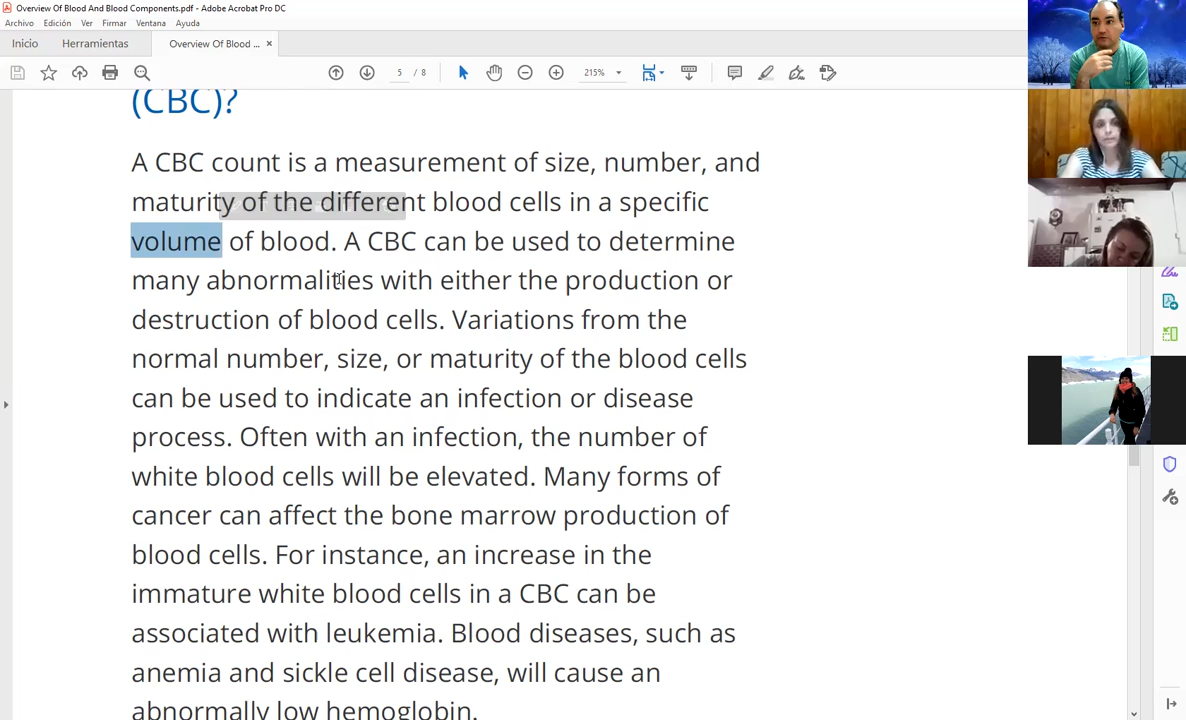 Overview Of Blood And Blood Components.pdf - Adobe Acrobat Pro DC
Archivo Edición Ver Firmar Ventana Ayuda
Inicio Herramientas Overview Of Blood ... ×
5 / 8 215%
(CBC)?
A CBC count is a measurement of size, number, and
maturity of the different blood cells in a specific
volume of blood. A CBC can be used to determine
many abnormalities with either the production or
destruction of blood cells. Variations from the
normal number, size, or maturity of the blood cells
can be used to indicate an infection or disease
process. Often with an infection, the number of
white blood cells will be elevated. Many forms of
cancer can affect the bone marrow production of
blood cells. For instance, an increase in the
immature white blood cells in a CBC can be
associated with leukemia. Blood diseases, such as
anemia and sickle cell disease, will cause an
abnormally low hemoglobin.